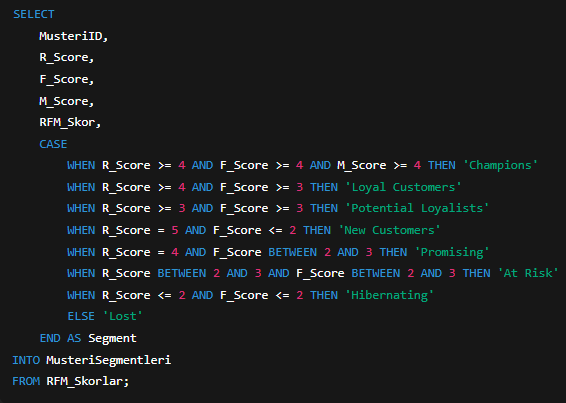 SELECT
    MusteriID,
    R_Score,
    F_Score,
    M_Score,
    RFM_Skor,
    CASE
        WHEN R_Score >= 4 AND F_Score >= 4 AND M_Score >= 4 THEN 'Champions'
        WHEN R_Score >= 4 AND F_Score >= 3 THEN 'Loyal Customers'
        WHEN R_Score >= 3 AND F_Score >= 3 THEN 'Potential Loyalists'
        WHEN R_Score = 5 AND F_Score <= 2 THEN 'New Customers'
        WHEN R_Score = 4 AND F_Score BETWEEN 2 AND 3 THEN 'Promising'
        WHEN R_Score BETWEEN 2 AND 3 AND F_Score BETWEEN 2 AND 3 THEN 'At Risk'
        WHEN R_Score <= 2 AND F_Score <= 2 THEN 'Hibernating'
        ELSE 'Lost'
    END AS Segment
INTO MusteriSegmentleri
FROM RFM_Skorlar;